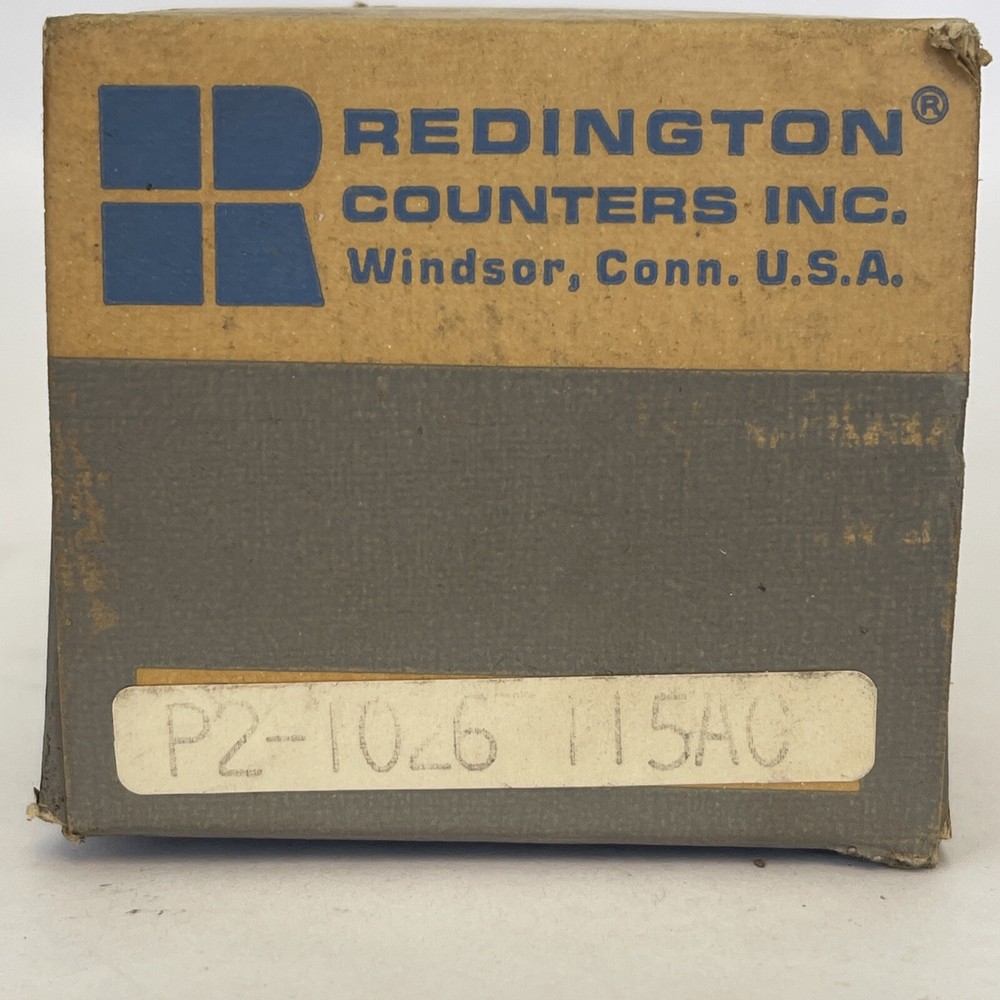 REDINGTON®
COUNTERS INC.
Windsor, Conn. U.S.A.
P2-1026 115AC